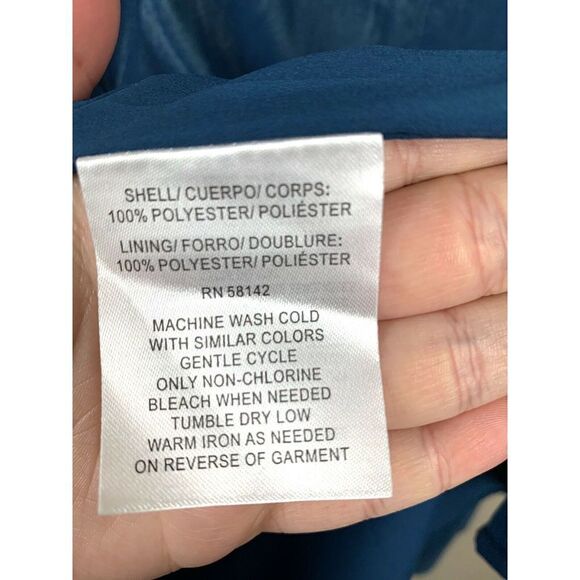 SHELL/ CUERPO/ CORPS:
100% POLYESTER/ POLIÉSTER
LINING/ FORRO/ DOUBLURE:
100% POLYESTER/ POLIÉSTER
RN 58142
MACHINE WASH COLD
WITH SIMILAR COLORS
GENTLE CYCLE
ONLY NON-CHLORINE
BLEACH WHEN NEEDED
TUMBLE DRY LOW
WARM IRON AS NEEDED
ON REVERSE OF GARMENT